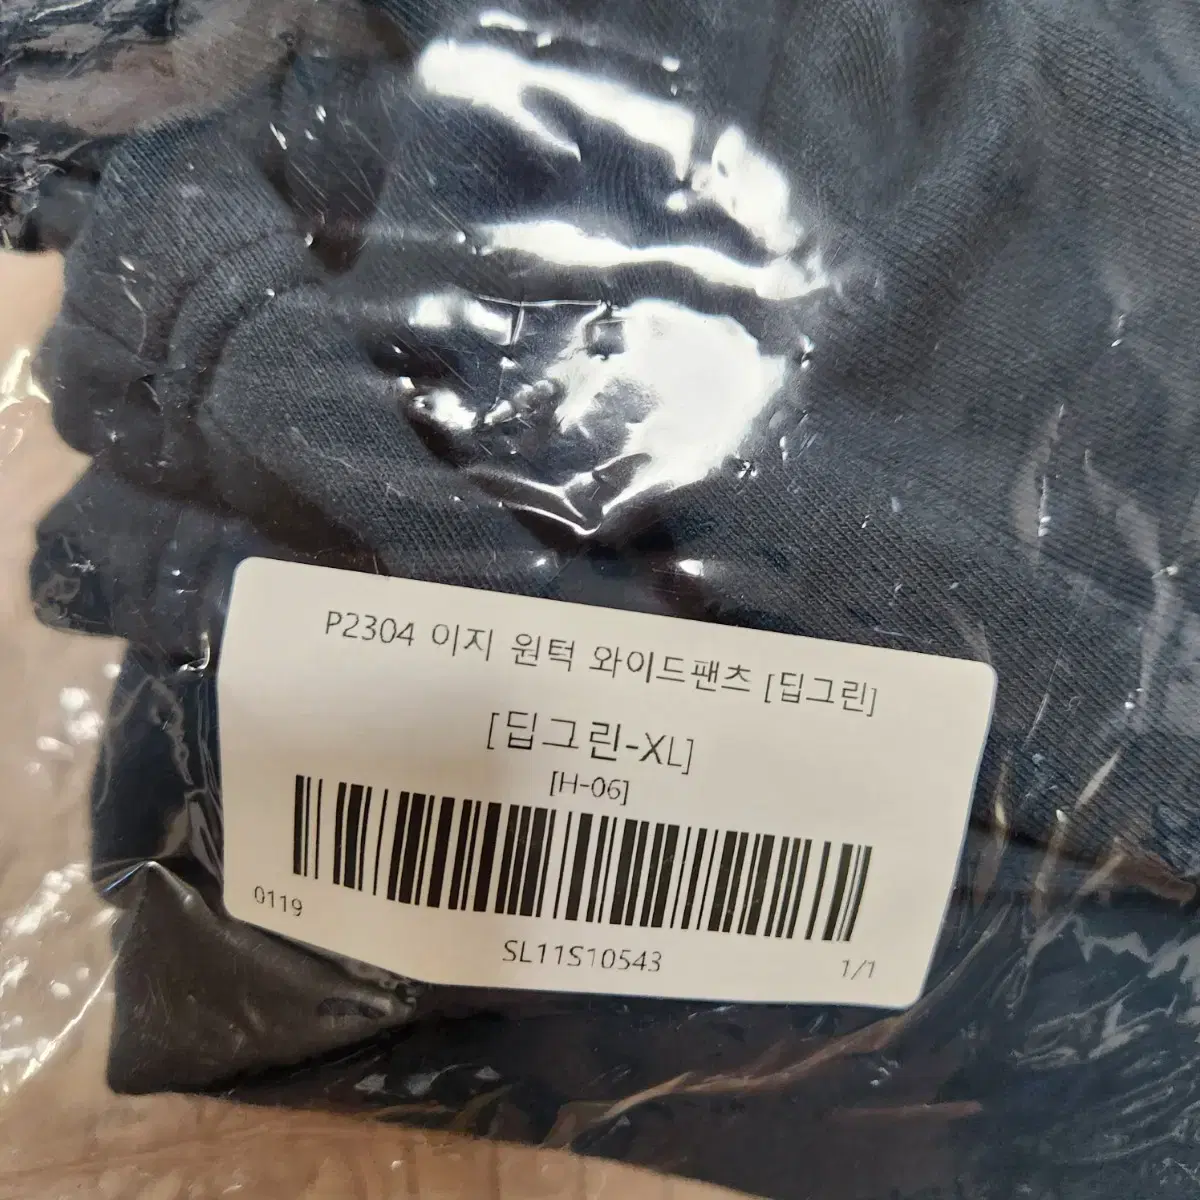 P2304 이지 원턱 와이드팬츠 [딥그린]
[딥그린-XL]
[H-06]
0119
SL11S10543
1/1